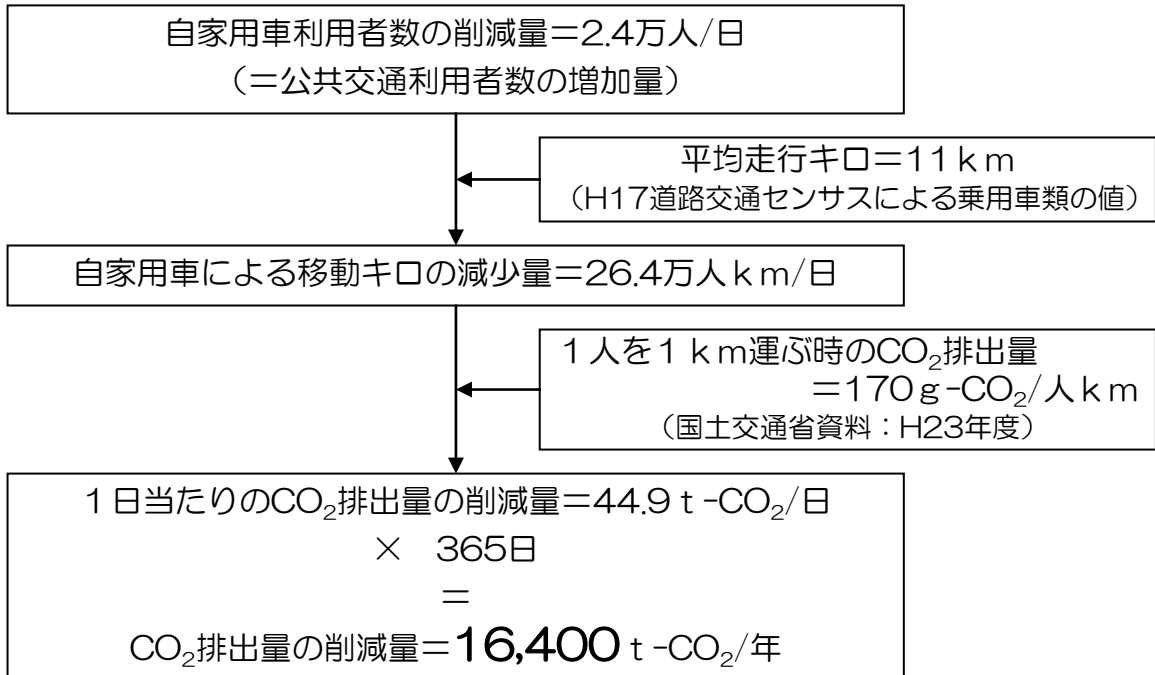 自家用車利用者数の削減量＝2.4万人/日
（＝公共交通利用者数の増加量）
平均走行キロ＝11ｋｍ
（H17道路交通センサスによる乗用車類の値）
自家用車による移動キロの減少量＝26.4万人ｋｍ/日
１人を１ｋｍ運ぶ時のCO₂排出量
＝170ｇ-CO₂/人ｋｍ
（国土交通省資料：H23年度）
１日当たりのCO₂排出量の削減量＝44.9ｔ-CO₂/日
×　365日
＝
CO₂排出量の削減量＝16,400ｔ-CO₂/年